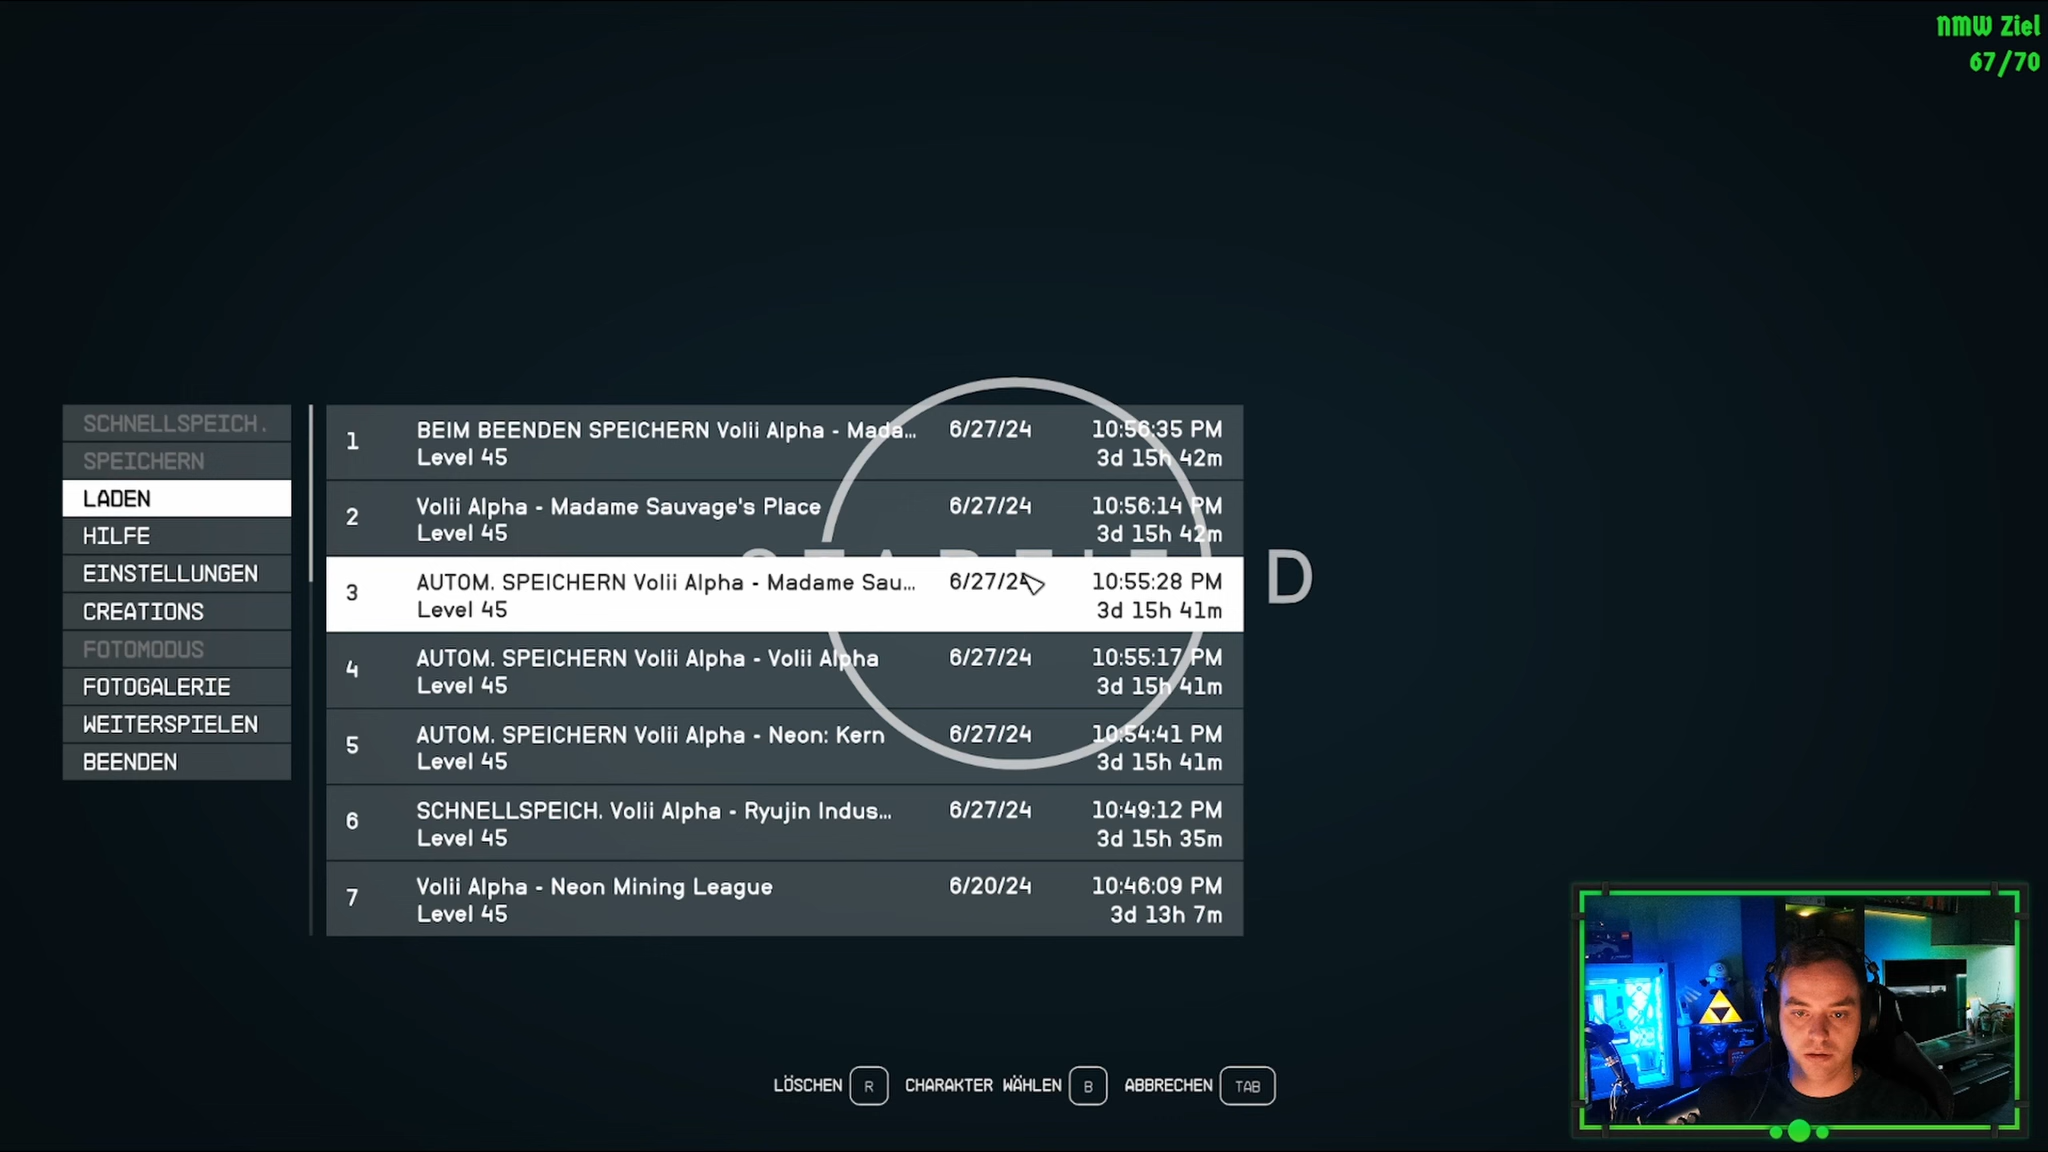 NMW Ziel
67/70
SCHNELLSPEICH.
SPEICHERN
LADEN
HILFE
EINSTELLUNGEN
CREATIONS
FOTOMODUS
FOTOGALERIE
WEITERSPIELEN
BEENDEN
1 BEIM BEENDEN SPEICHERN Volii Alpha - Mada... 6/27/24 10:56:35 PM
Level 45 3d 15h 42m
2 Volii Alpha - Madame Sauvage's Place 6/27/24 10:56:14 PM
Level 45 3d 15h 42m
3 AUTOM. SPEICHERN Volii Alpha - Madame Sau... 6/27/24 10:55:28 PM
Level 45 3d 15h 41m
4 AUTOM. SPEICHERN Volii Alpha - Volii Alpha 6/27/24 10:55:17 PM
Level 45 3d 15h 41m
5 AUTOM. SPEICHERN Volii Alpha - Neon: Kern 6/27/24 10:54:41 PM
Level 45 3d 15h 41m
6 SCHNELLSPEICH. Volii Alpha - Ryujin Indus... 6/27/24 10:49:12 PM
Level 45 3d 15h 35m
7 Volii Alpha - Neon Mining League 6/20/24 10:46:09 PM
Level 45 3d 13h 7m
D
LÖSCHEN R CHARAKTER WÄHLEN B ABBRECHEN TAB